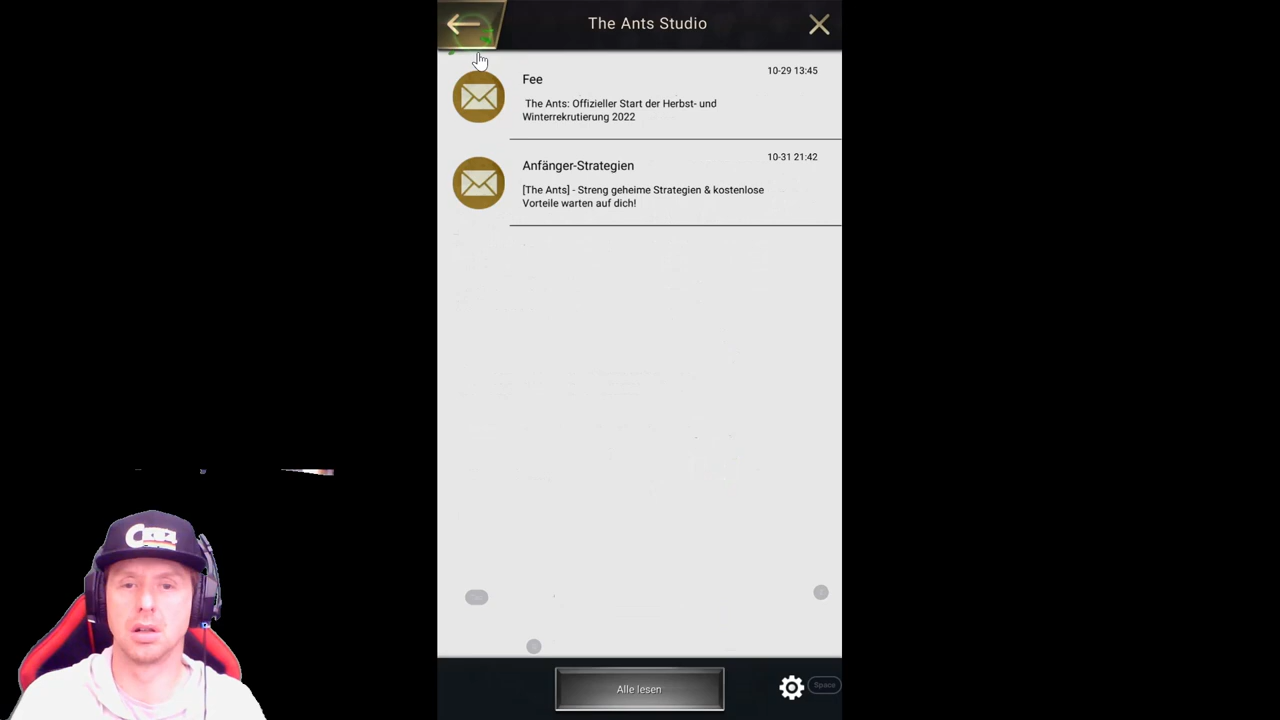 The Ants Studio
Fee
10-29 13:45
The Ants: Offizieller Start der Herbst- und
Winterrekrutierung 2022
Anfänger-Strategien
10-31 21:42
[The Ants] - Streng geheime Strategien & kostenlose
Vorteile warten auf dich!
Alle lesen
Space